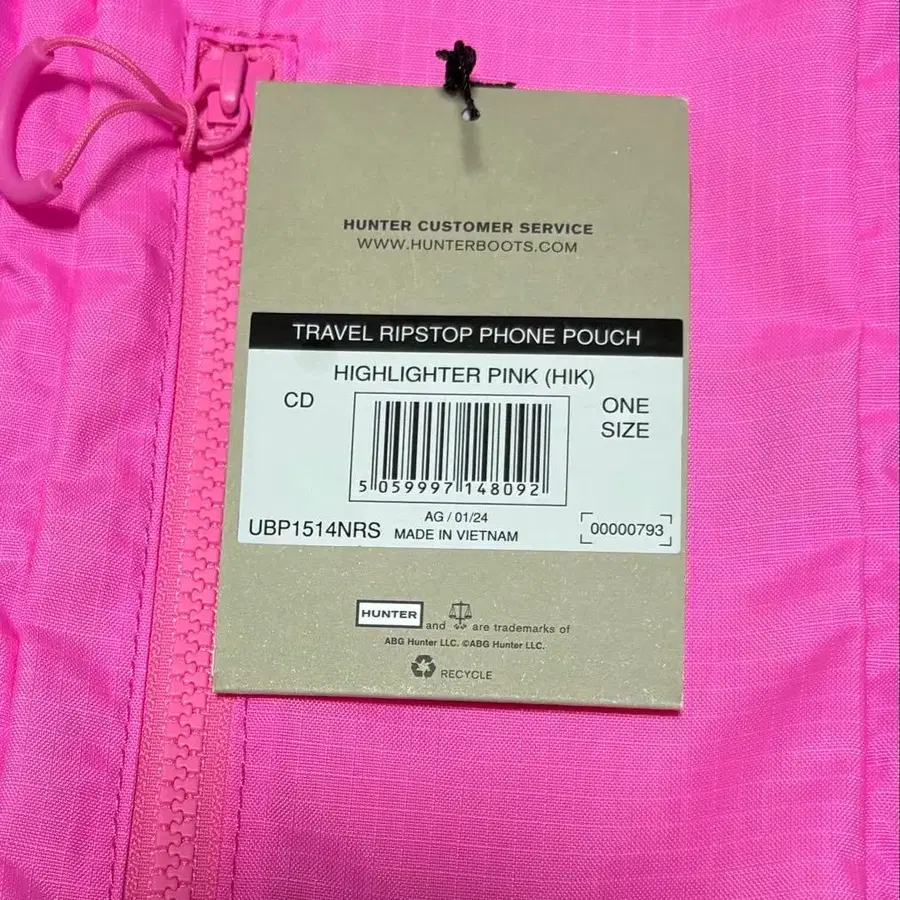 HUNTER CUSTOMER SERVICE
WWW.HUNTERBOOTS.COM
TRAVEL RIPSTOP PHONE POUCH
HIGHLIGHTER PINK (HIK)
CD
ONE
SIZE
5 059997 148092
AG / 01/24
UBP1514NRS
MADE IN VIETNAM
00000793
HUNTER and are trademarks of
ABG Hunter LLC. ©ABG Hunter LLC.
RECYCLE